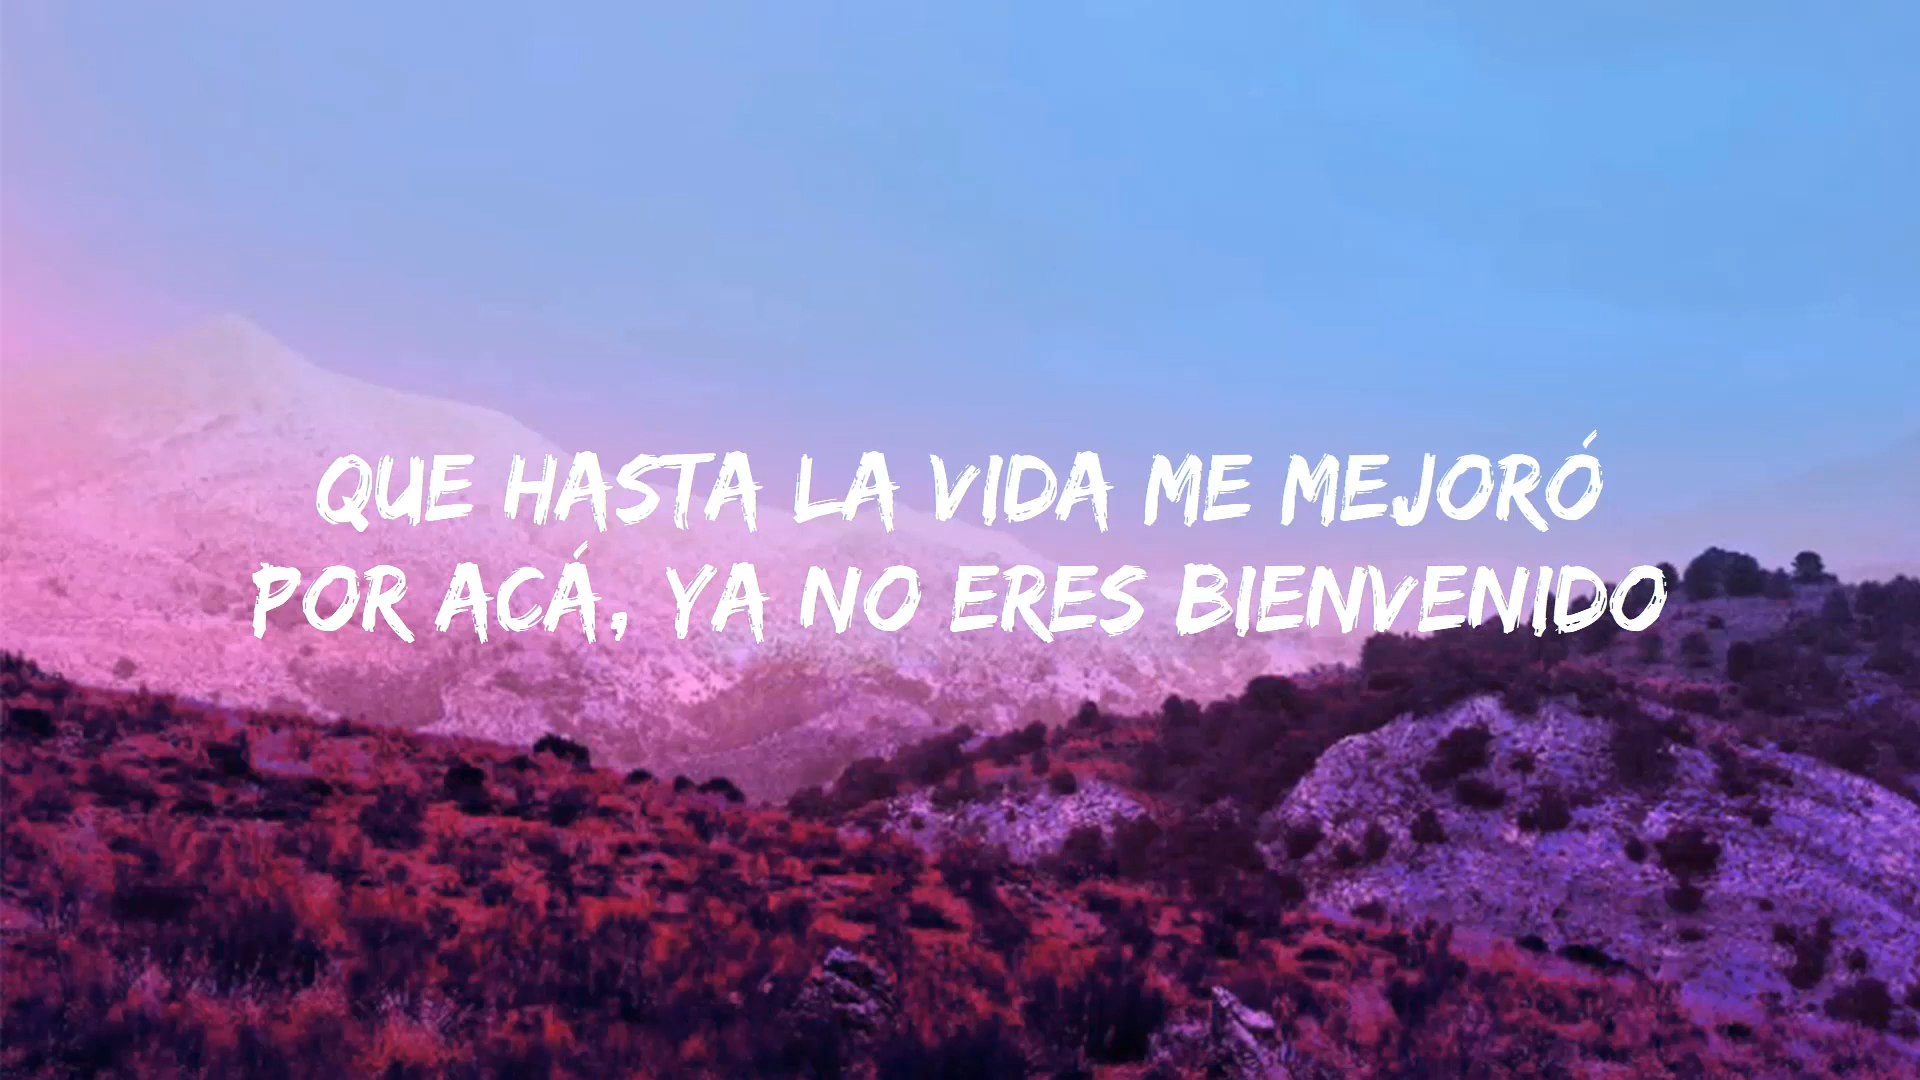 QUE HASTA LA VIDA ME MEJORÓ
POR ACÁ, YA NO ERES BIENVENIDO